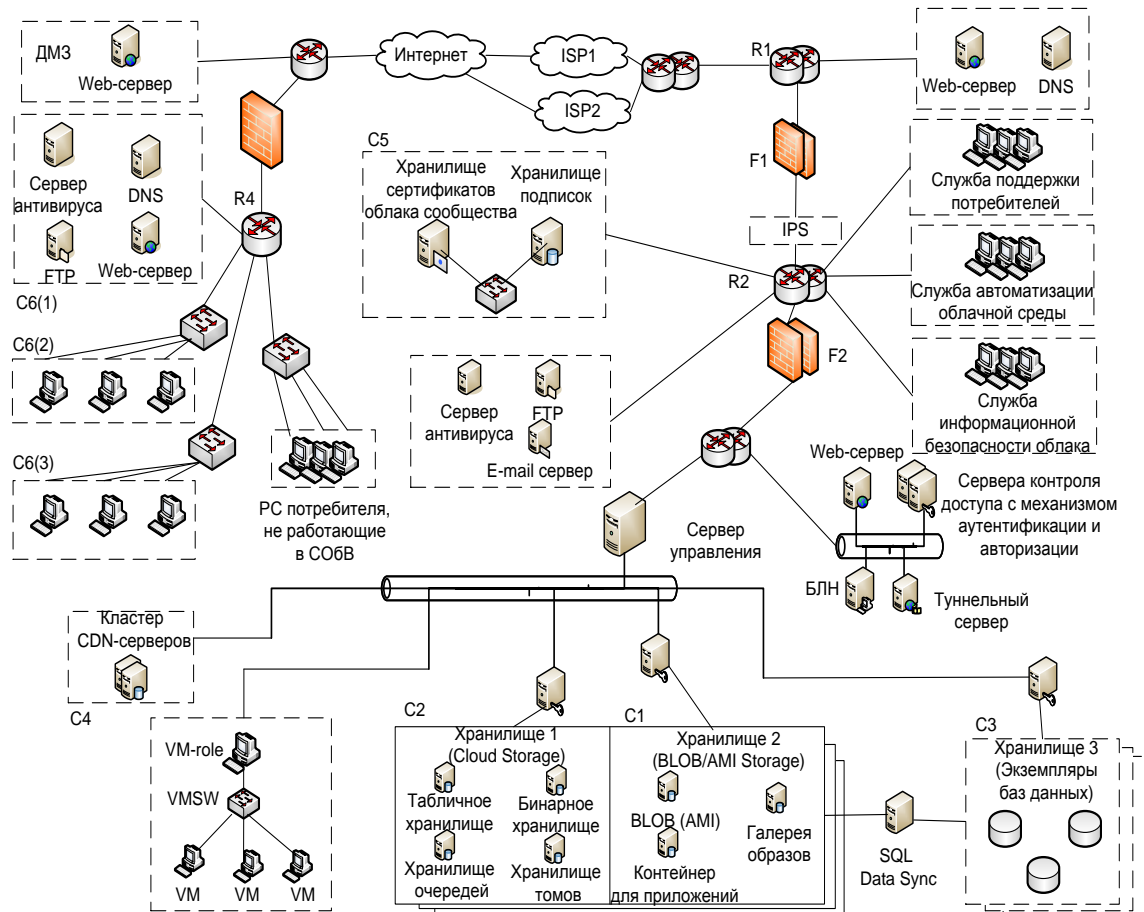 ДМЗ
Web-сервер
Интернет
ISP1
ISP2
R1
Web-сервер
DNS
Сервер
антивируса
DNS
FTP
Web-сервер
C6(1)
R4
C5
Хранилище
сертификатов
облака сообщества
Хранилище
подписок
F1
IPS
R2
F2
Служба поддержки
потребителей
Служба автоматизации
облачной среды
Служба
информационной
безопасности облака
C6(2)
C6(3)
РС потребителя,
не работающие
в СОбВ
Сервер
антивируса
FTP
E-mail сервер
Web-сервер
Сервера контроля
доступа с механизмом
аутентификации и
авторизации
БЛН
Туннельный
сервер
Сервер
управления
Кластер
CDN-серверов
C4
VM-role
VMSW
VM
VM
VM
C2
Хранилище 1
(Cloud Storage)
Табличное
хранилище
Бинарное
хранилище
Хранилище
очередей
Хранилище
томов
C1
Хранилище 2
(BLOB/AMI Storage)
BLOB (AMI)
Контейнер
для приложений
Галерея
образов
SQL
Data Sync
C3
Хранилище 3
(Экземпляры
баз данных)